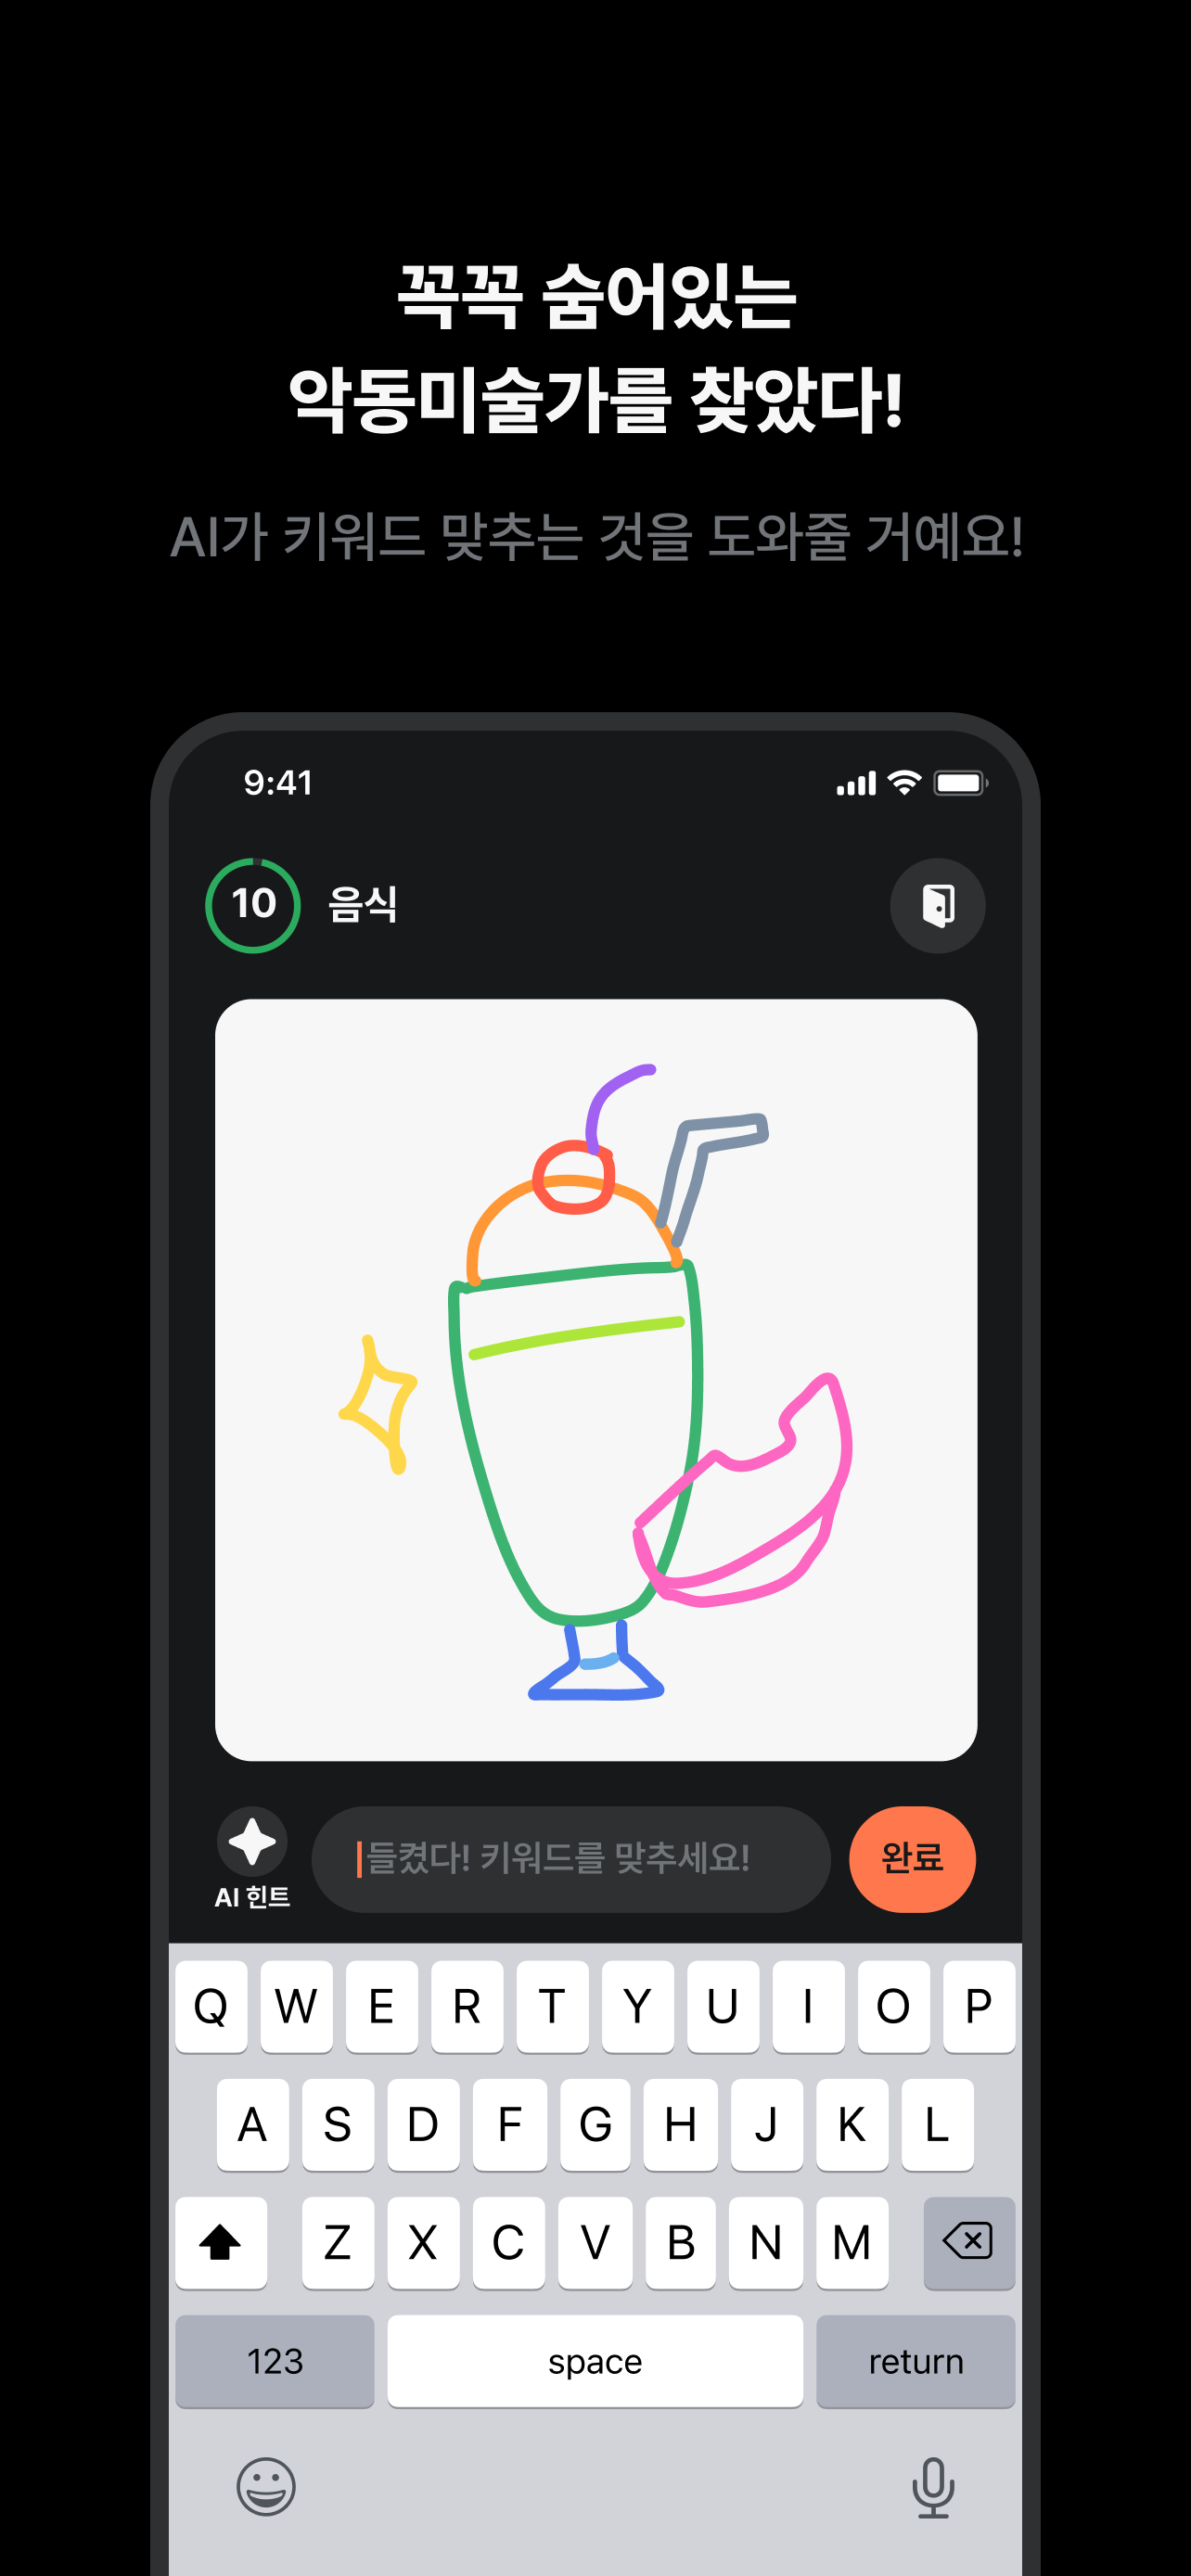 꼭꼭 숨어있는
악동미술가를 찾았다!
AI가 키워드 맞추는 것을 도와줄 거예요!
9:41
10 음식
들켰다! 키워드를 맞추세요! 완료
AI 힌트
Q W E R T Y U I O P
A S D F G H J K L
Z X C V B N M
123 space return